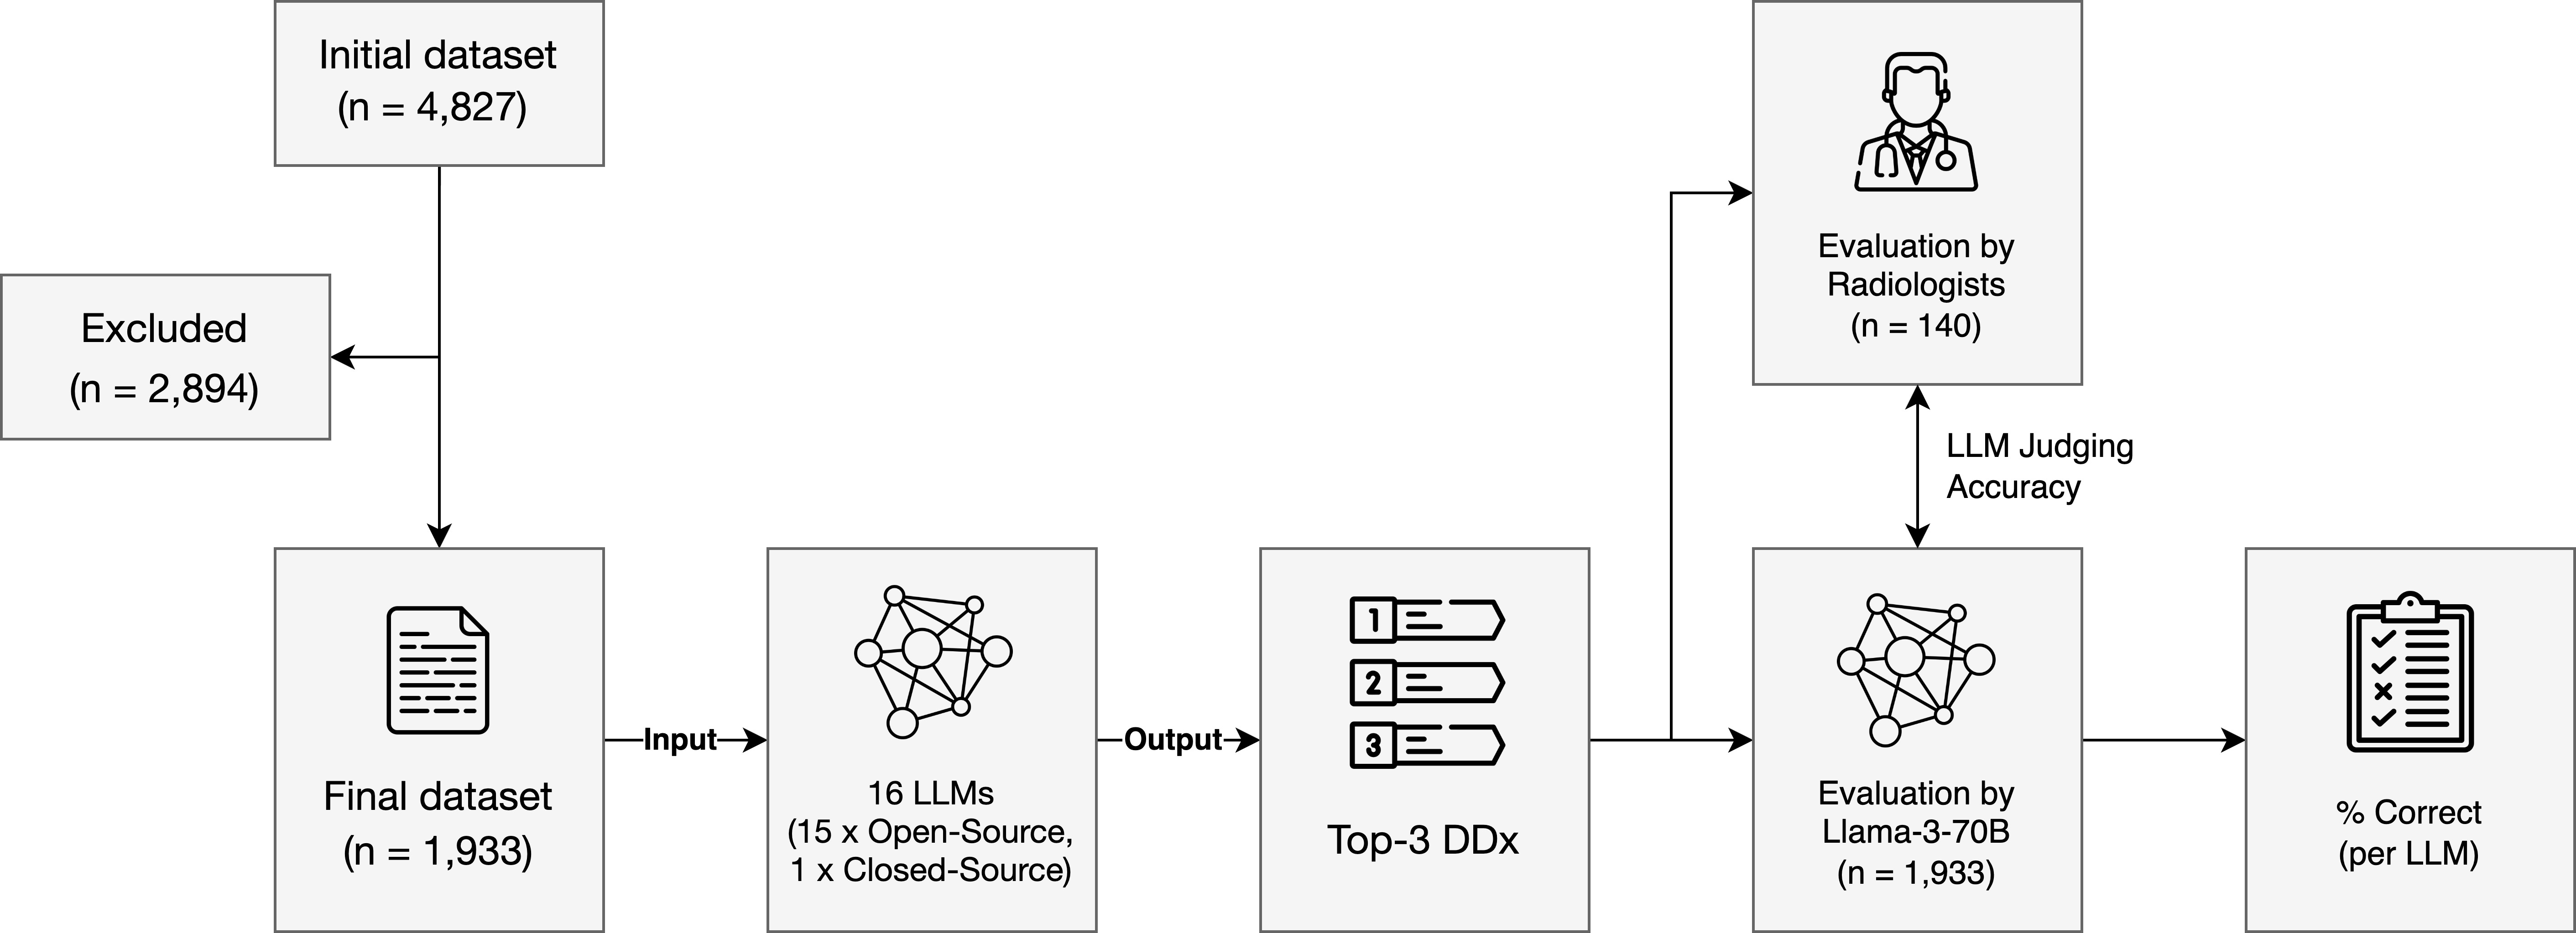 Initial dataset
(n = 4,827)
Excluded
(n = 2,894)
Final dataset
(n = 1,933)
Input
16 LLMs
(15 x Open-Source,
1 x Closed-Source)
Output
1
2
3
Top-3 DDx
Evaluation by
Radiologists
(n = 140)
LLM Judging
Accuracy
Evaluation by
Llama-3-70B
(n = 1,933)
% Correct
(per LLM)